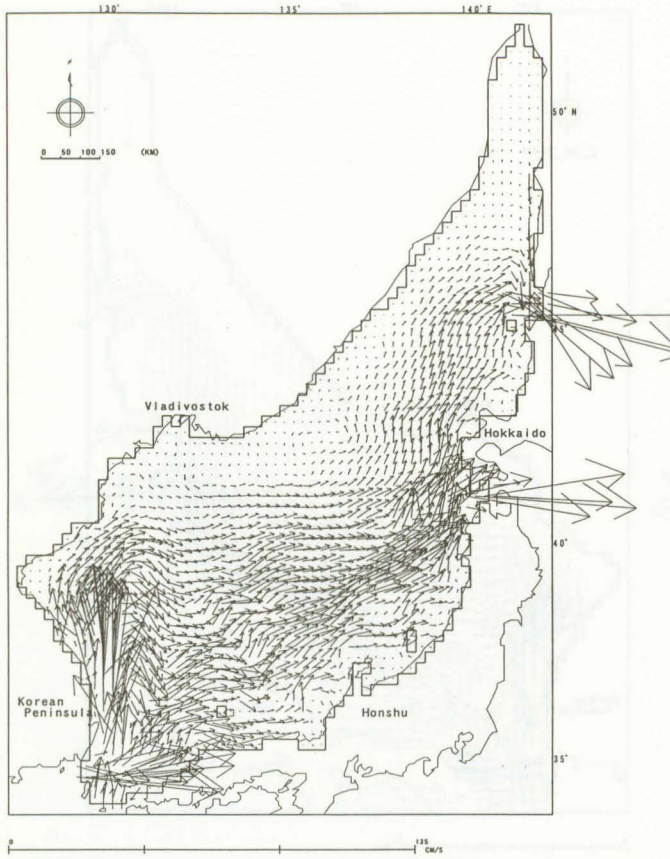 130° 135° 140° E
50° N
0 50 100 150 (KM)
45°
Vladivostok
Hokkaido
40°
Korean
Peninsula
Honshu
35°
0 135
CM/S